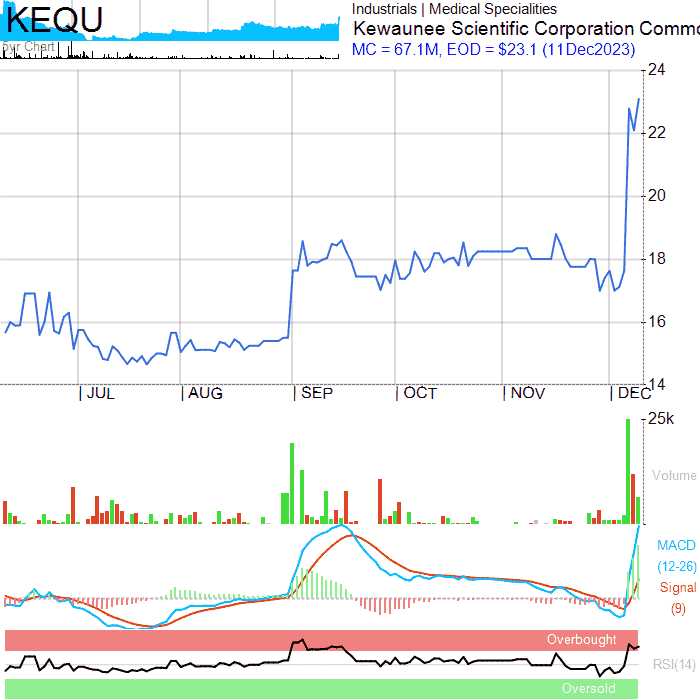 KEQU
5yr Chart
Industrials | Medical Specialities
Kewaunee Scientific Corporation Commo
MC = 67.1M, EOD = $23.1 (11Dec2023)
24
22
20
18
16
14
| JUL | AUG | SEP | OCT | NOV | DEC
25k
Volume
MACD
(12-26)
Signal
(9)
Overbought
RSI(14)
Oversold